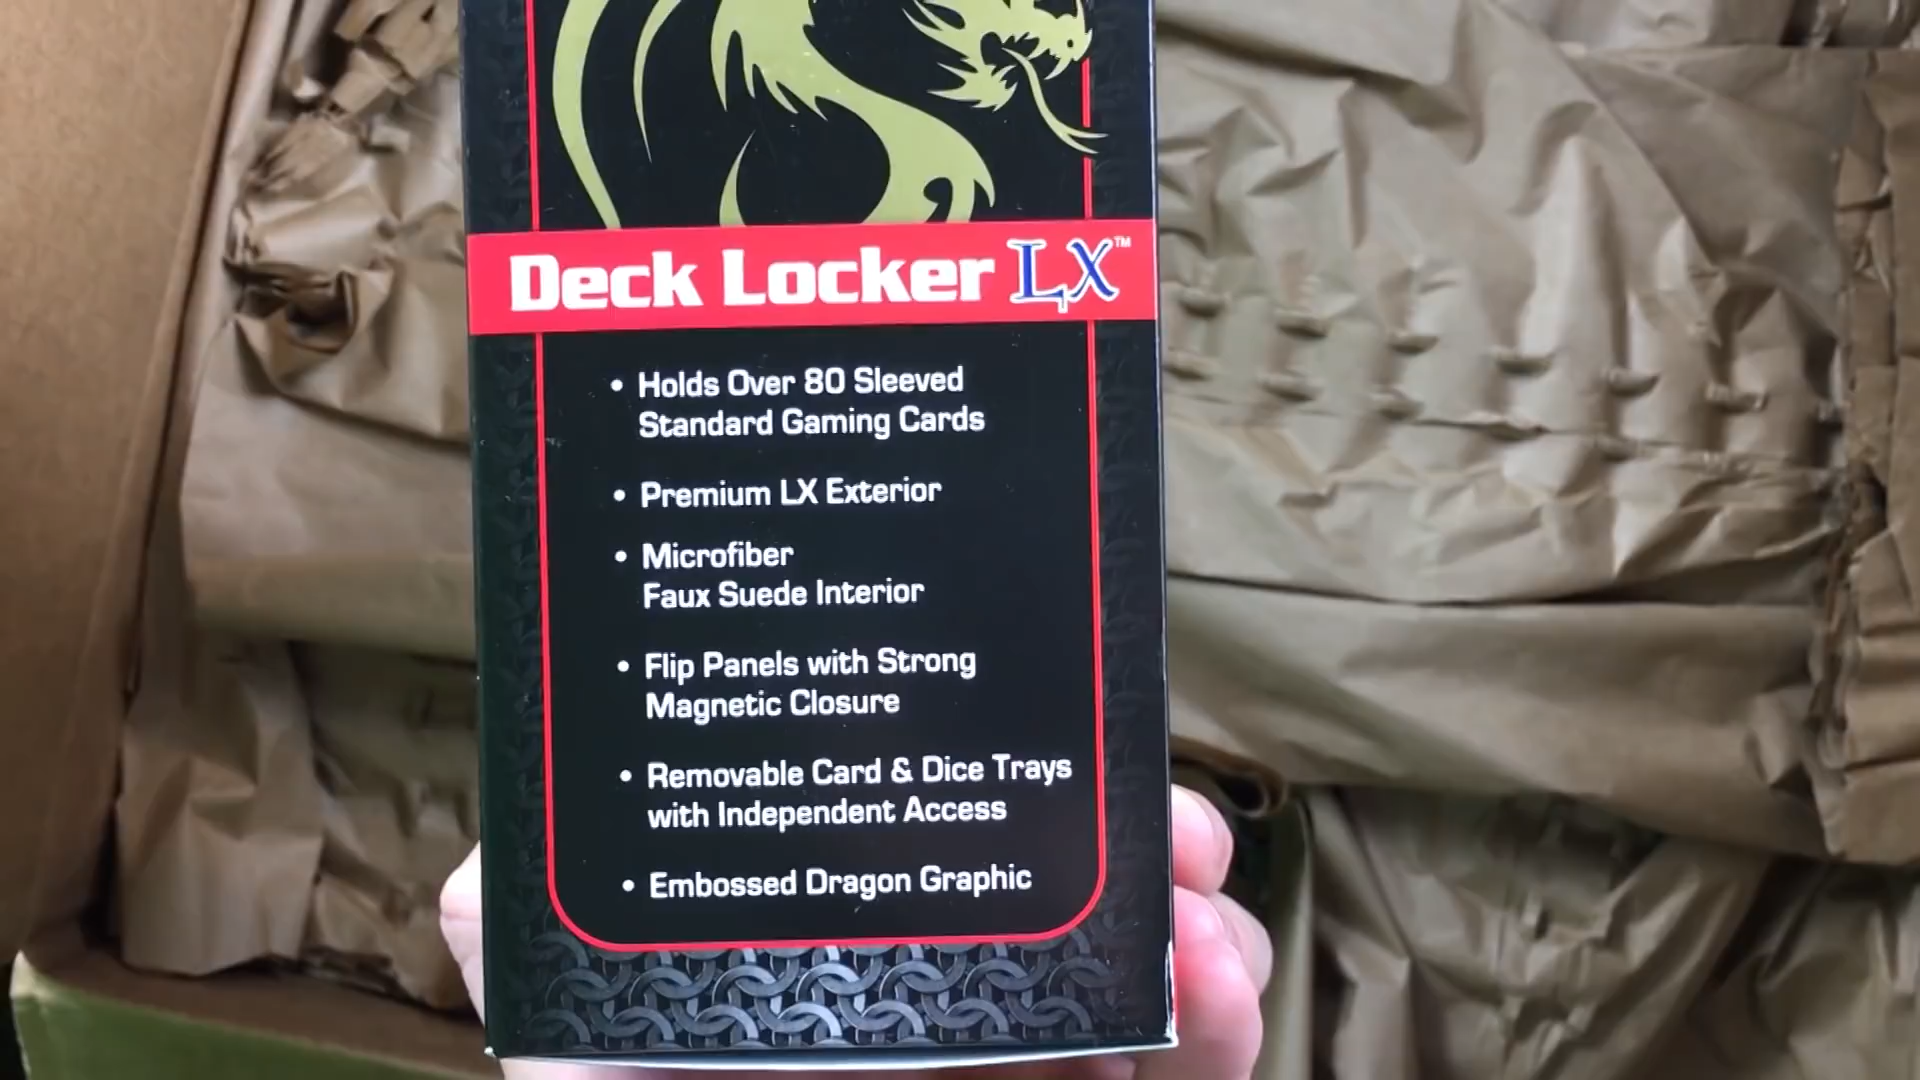 Deck Locker LX™
• Holds Over 80 Sleeved
Standard Gaming Cards
• Premium LX Exterior
• Microfiber
Faux Suede Interior
• Flip Panels with Strong
Magnetic Closure
• Removable Card & Dice Trays
with Independent Access
• Embossed Dragon Graphic